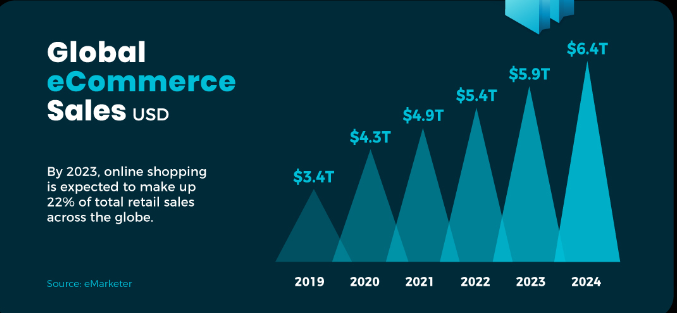 Global
eCommerce
Sales USD
By 2023, online shopping
is expected to make up
22% of total retail sales
across the globe.
Source: eMarketer
$3.4T
$4.3T
$4.9T
$5.4T
$5.9T
$6.4T
2019 2020 2021 2022 2023 2024